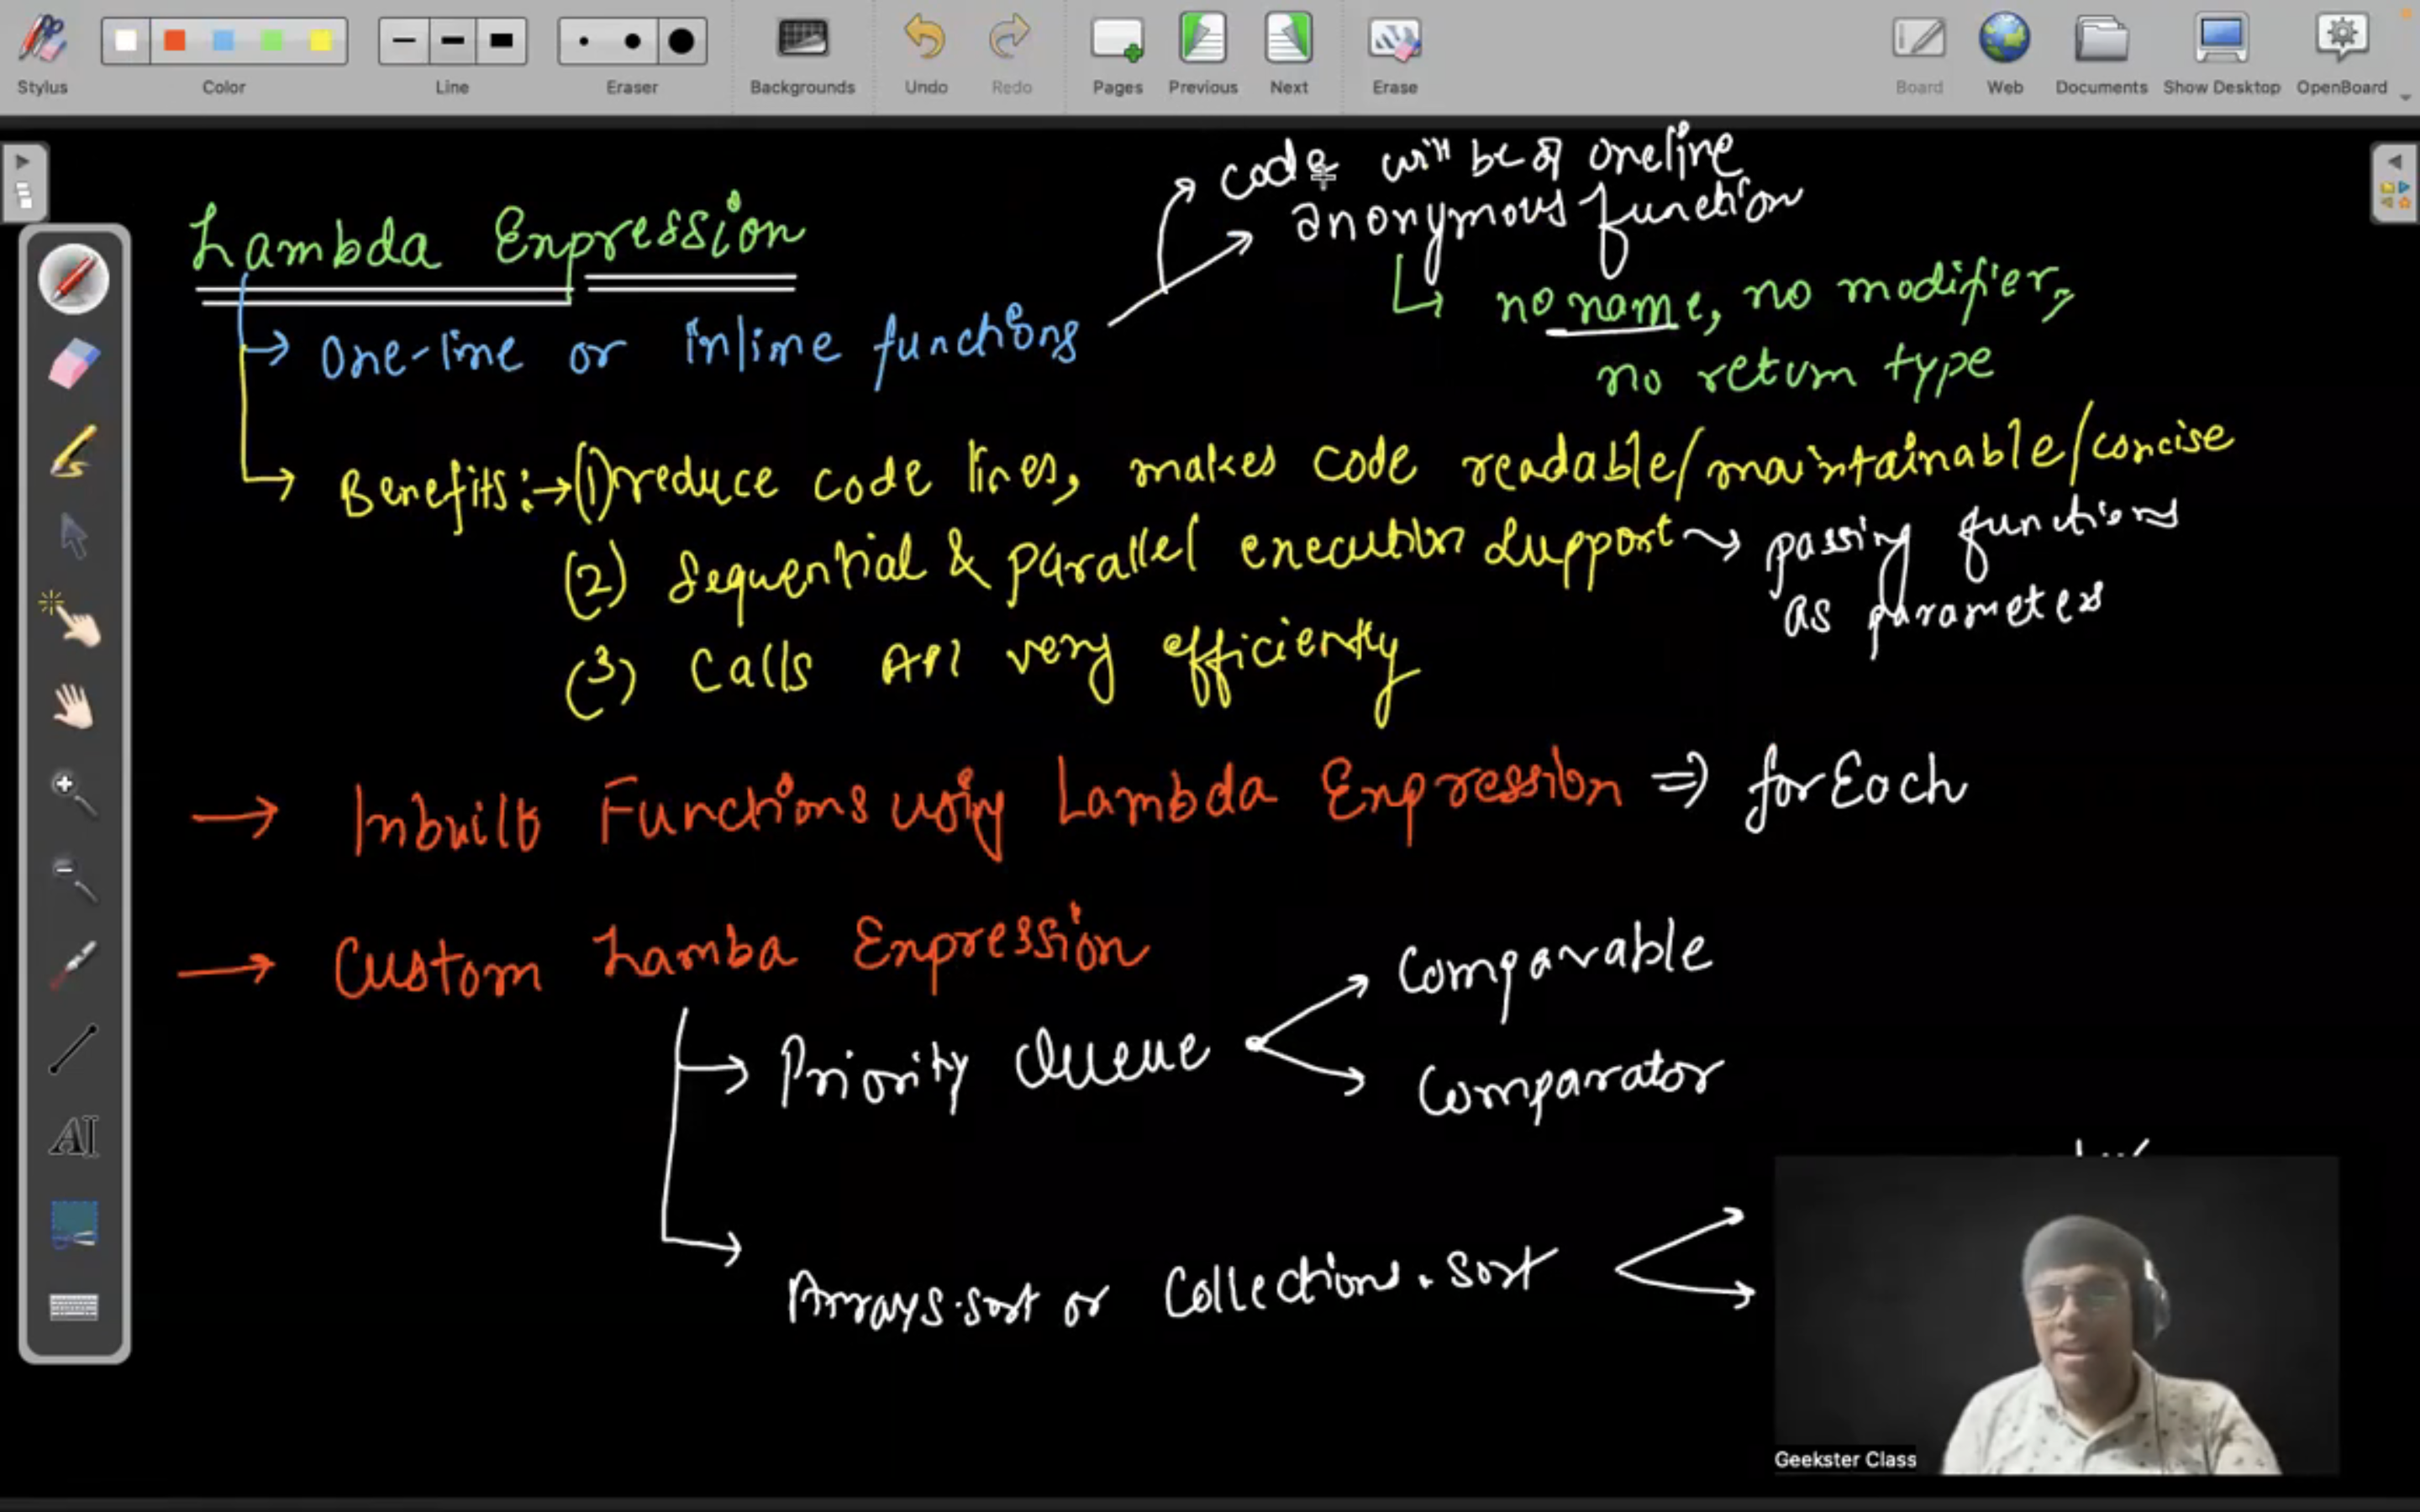 Stylus
Color
Line
Eraser
Backgrounds
Undo
Redo
Pages
Previous
Next
Erase
Board
Web
Documents
Show Desktop
OpenBoard
Lambda Expression
→ One-line or inline functions
→ code will be of oneline
→ anonymous function
↳ no name, no modifier,
no return type
→ Benefits:→(1) reduce code lines, makes code readable/maintainable/concise
(2) Sequential & parallel execution support → passing functions
as parameters
(3) Calls API very efficiently
→ Inbuilt Functions using Lambda Expression ⇒ forEach
→ Custom Lamba Expression
→ Priority Queue
→ Comparable
→ Comparator
→ Arrays.sort or Collections.sort
AI
Geekster Class